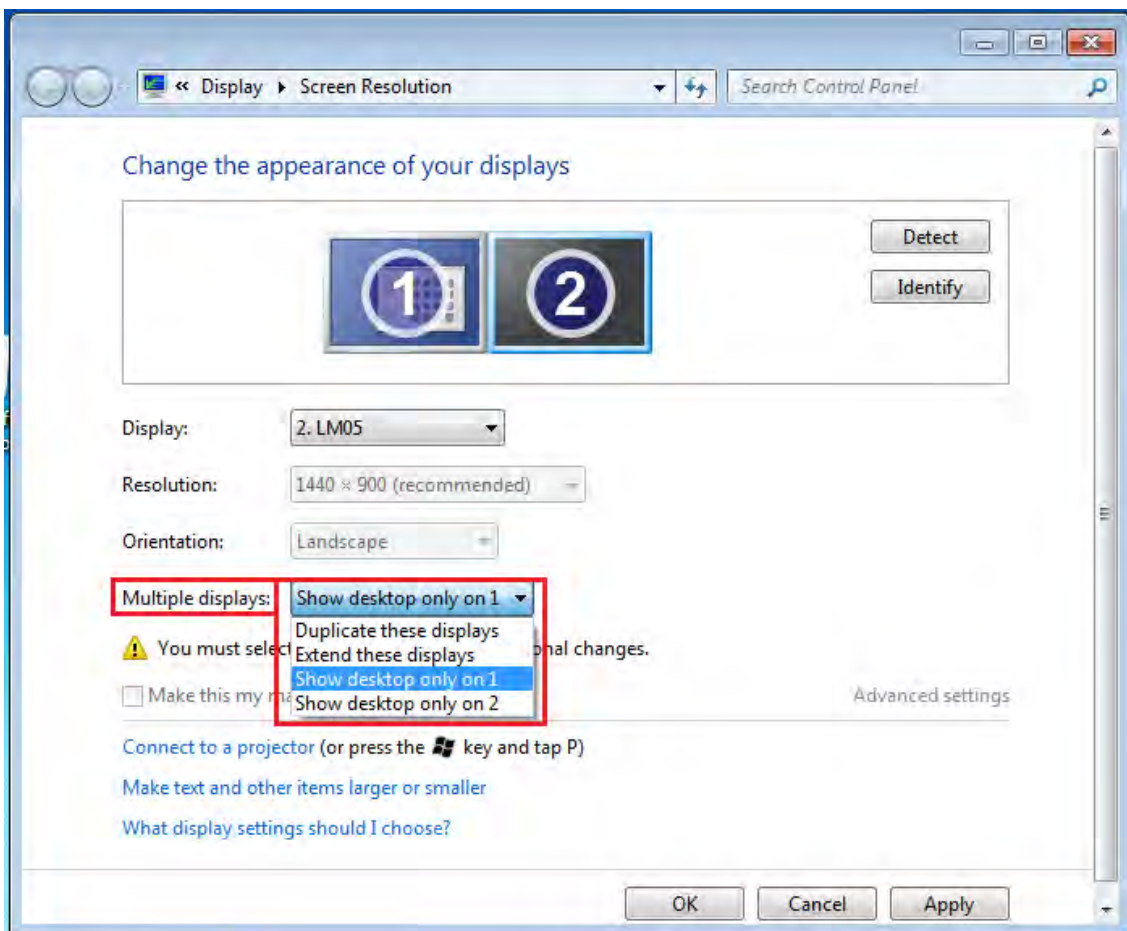 « Display ▸ Screen Resolution Search Control Panel
Change the appearance of your displays
Detect
1 2
Identify
Display: 2. LM05
Resolution: 1440 × 900 (recommended)
Orientation: Landscape
Multiple displays: Show desktop only on 1
Duplicate these displays
You must select onal changes.
Extend these displays
Show desktop only on 1
Make this my Advanced settings
Show desktop only on 2
Connect to a projector (or press the key and tap P)
Make text and other items larger or smaller
What display settings should I choose?
OK Cancel Apply